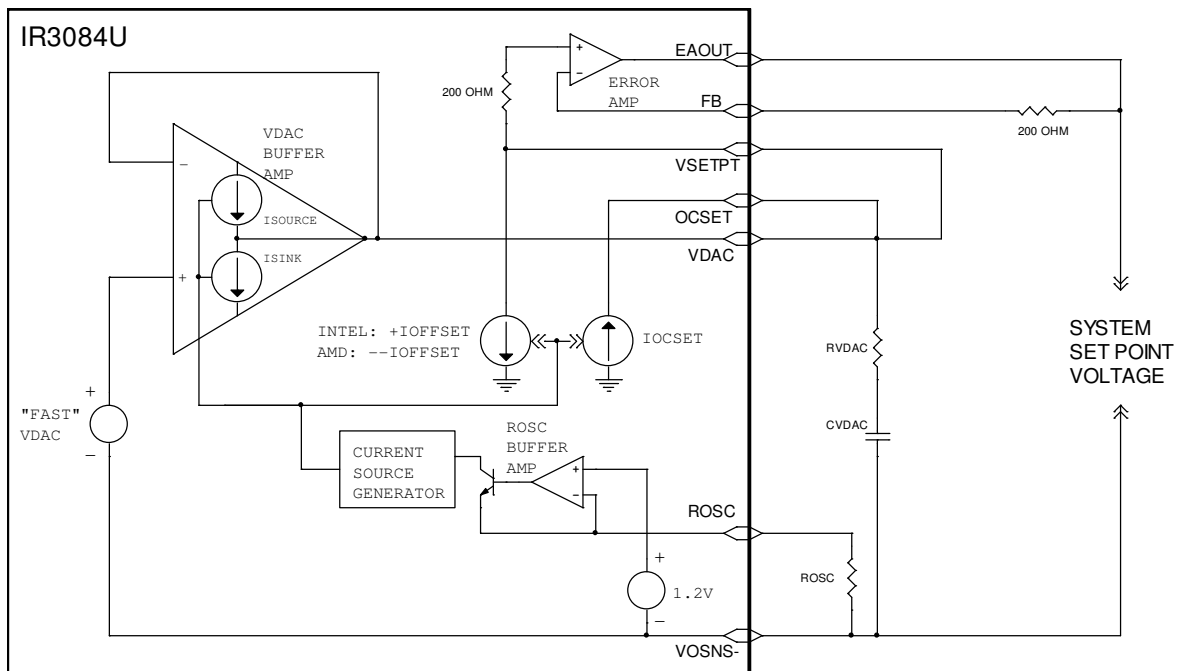 IR3084U
EAOUT
ERROR
AMP
200 OHM
FB
200 OHM
VDAC
BUFFER
AMP
VSETPT
ISOURCE
OCSET
VDAC
ISINK
INTEL: +IOFFSET
AMD: --IOFFSET
IOCSET
SYSTEM
SET POINT
VOLTAGE
RVDAC
"FAST"
VDAC
CVDAC
ROSC
BUFFER
AMP
CURRENT
SOURCE
GENERATOR
ROSC
ROSC
1.2V
VOSNS-
+
-
+
-
+
-
+
-
+
-